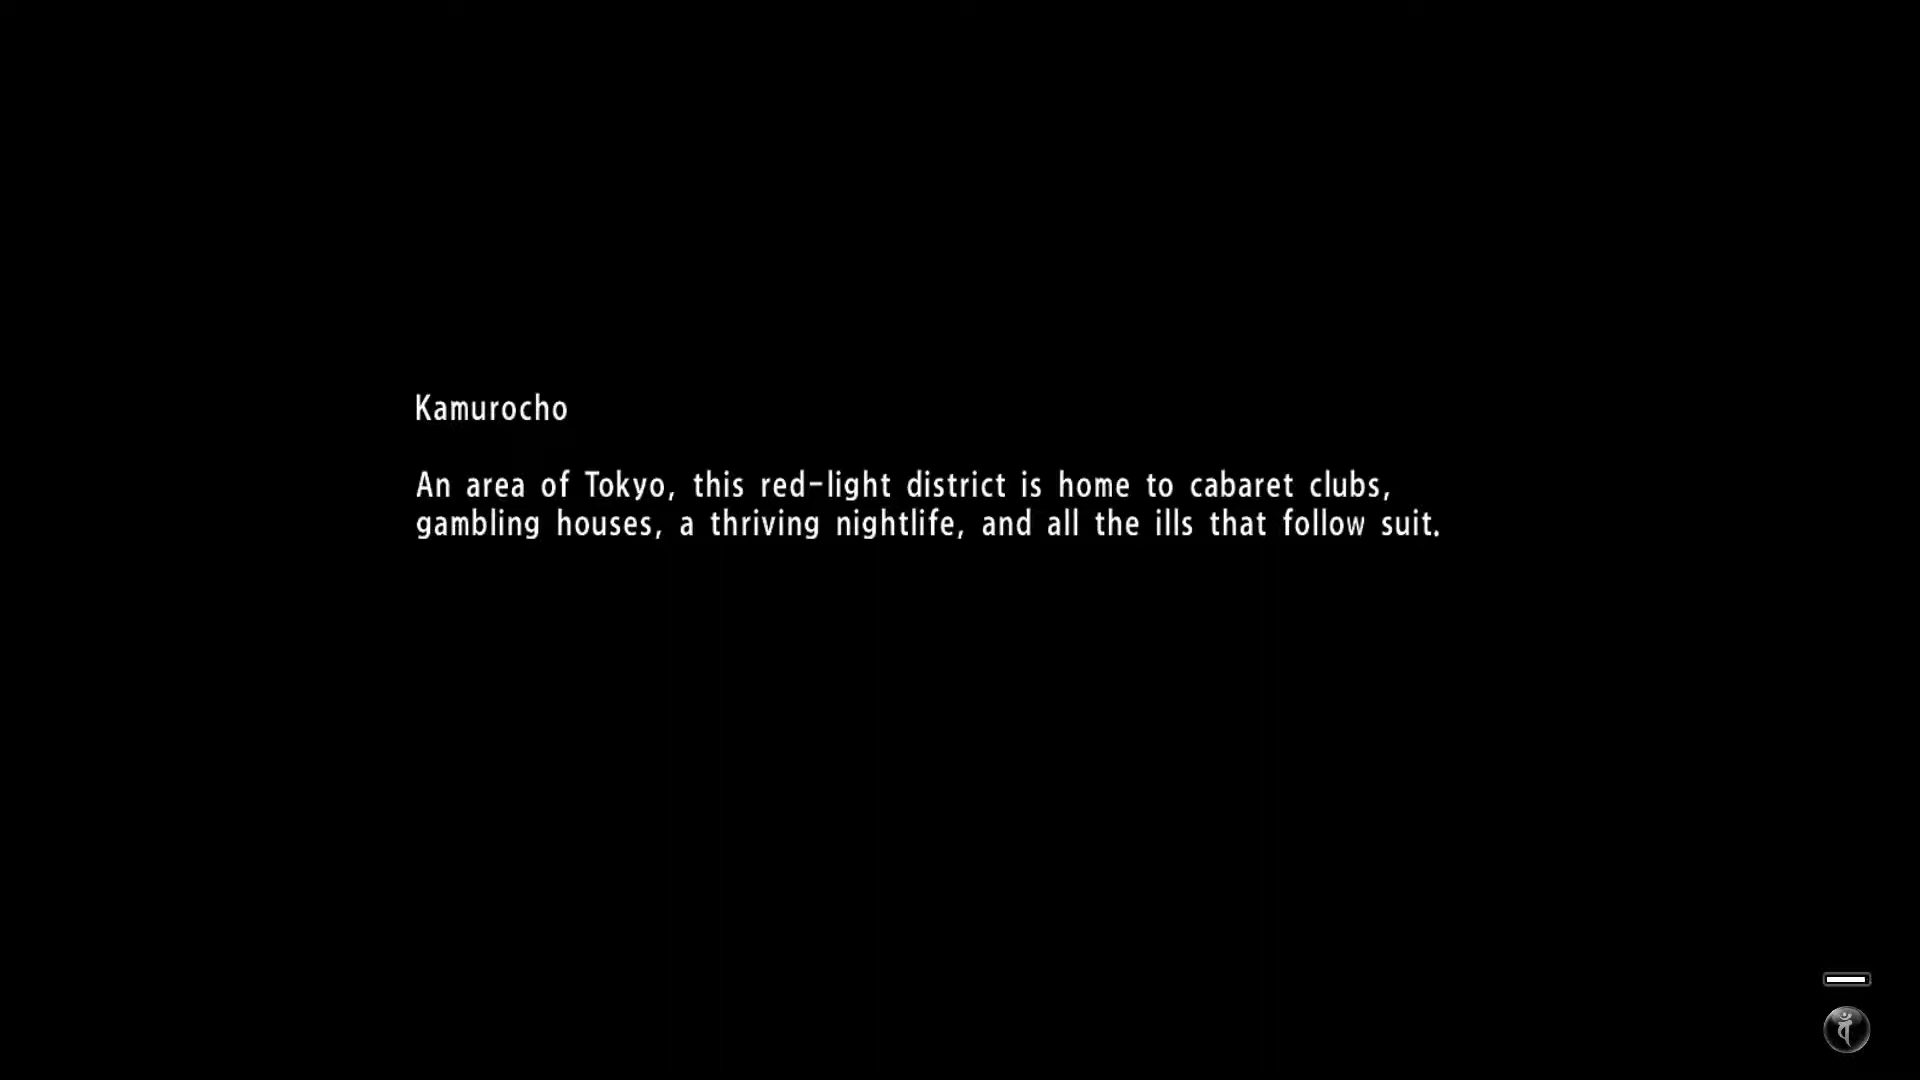 Kamurocho
An area of Tokyo, this red-light district is home to cabaret clubs,
gambling houses, a thriving nightlife, and all the ills that follow suit.